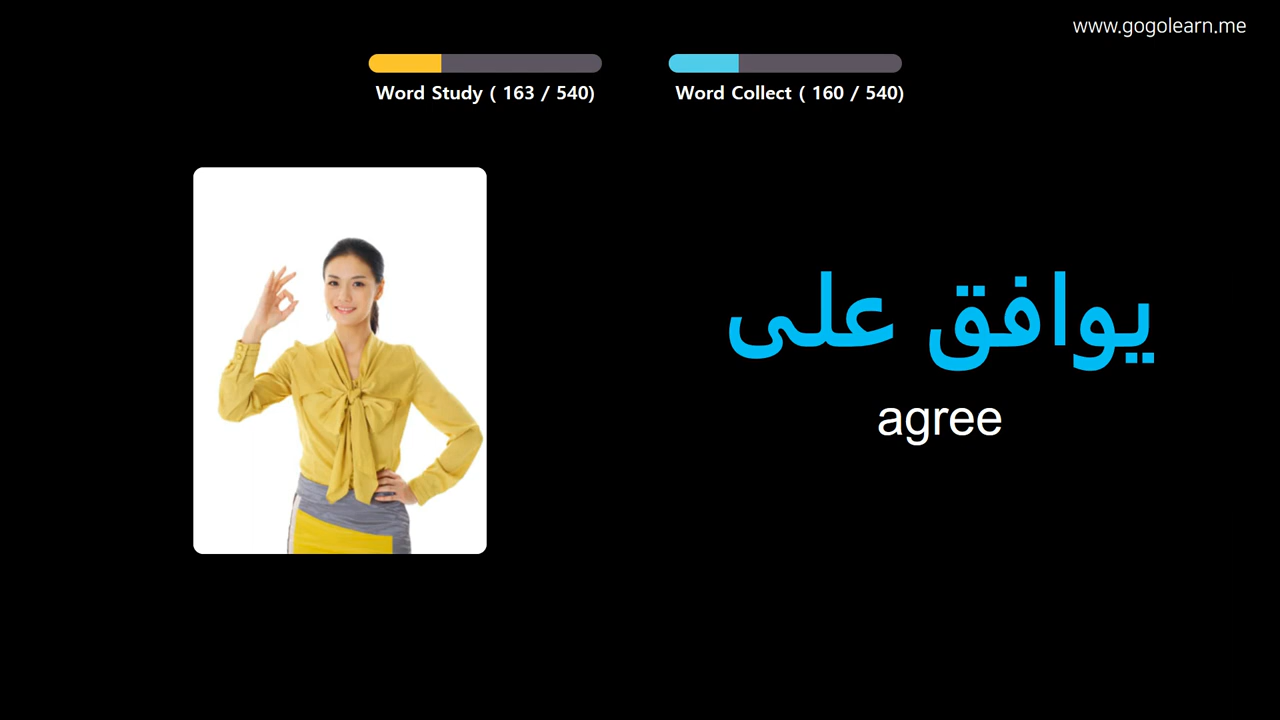 www.gogolearn.me
Word Study ( 163 / 540)
Word Collect ( 160 / 540)
يوافق على
agree